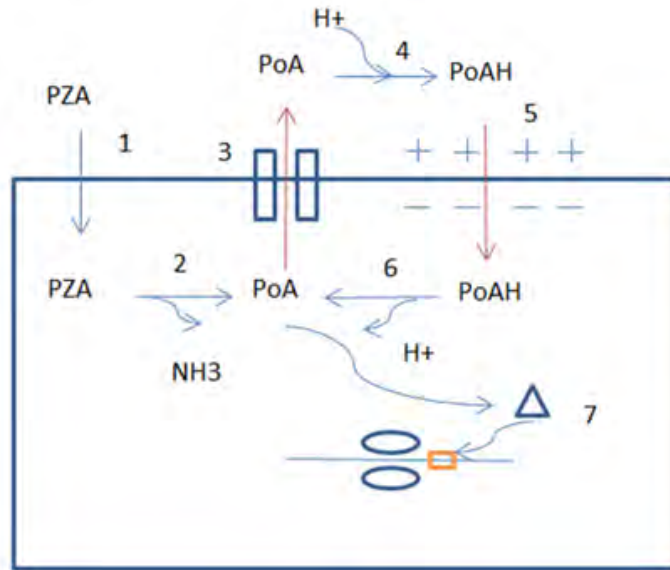 H+
PoA
4
PoAH
PZA
1
3
5
+ + + +
− − − −
PZA
2
PoA
6
PoAH
NH3
H+
7